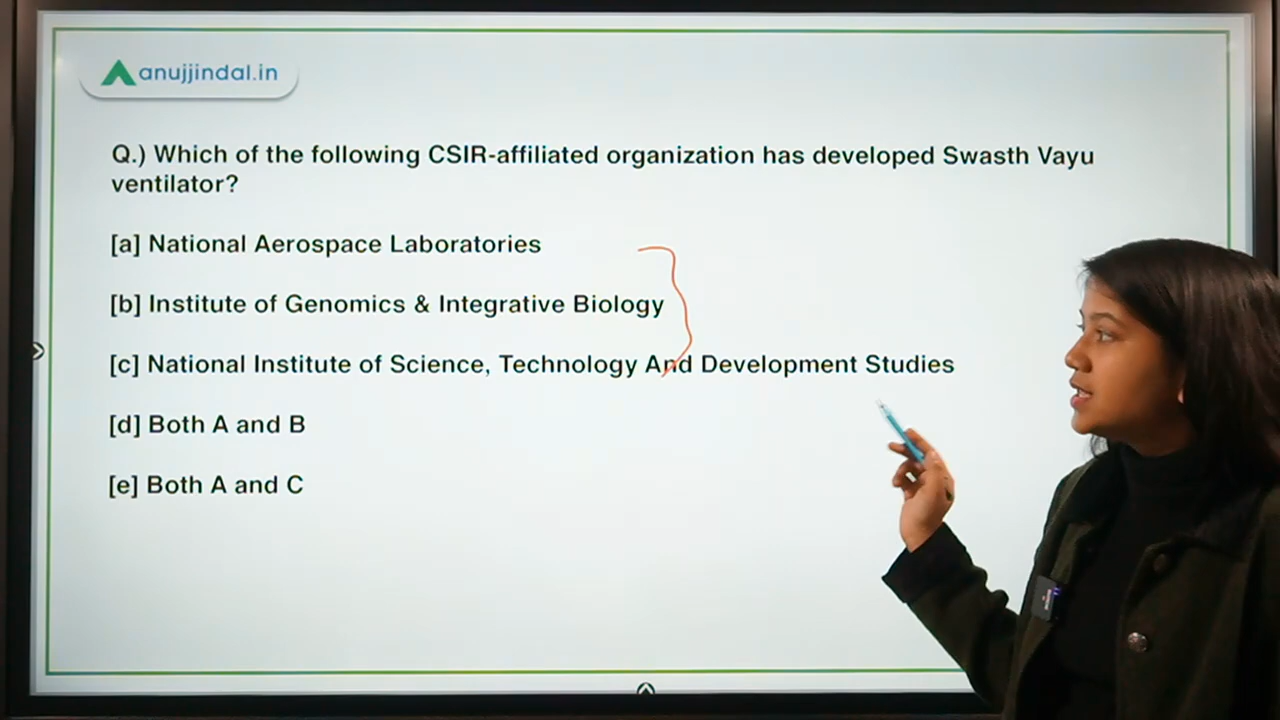 anujjindal.in
Q.) Which of the following CSIR-affiliated organization has developed Swasth Vayu
ventilator?
[a] National Aerospace Laboratories
[b] Institute of Genomics & Integrative Biology
[c] National Institute of Science, Technology And Development Studies
[d] Both A and B
[e] Both A and C